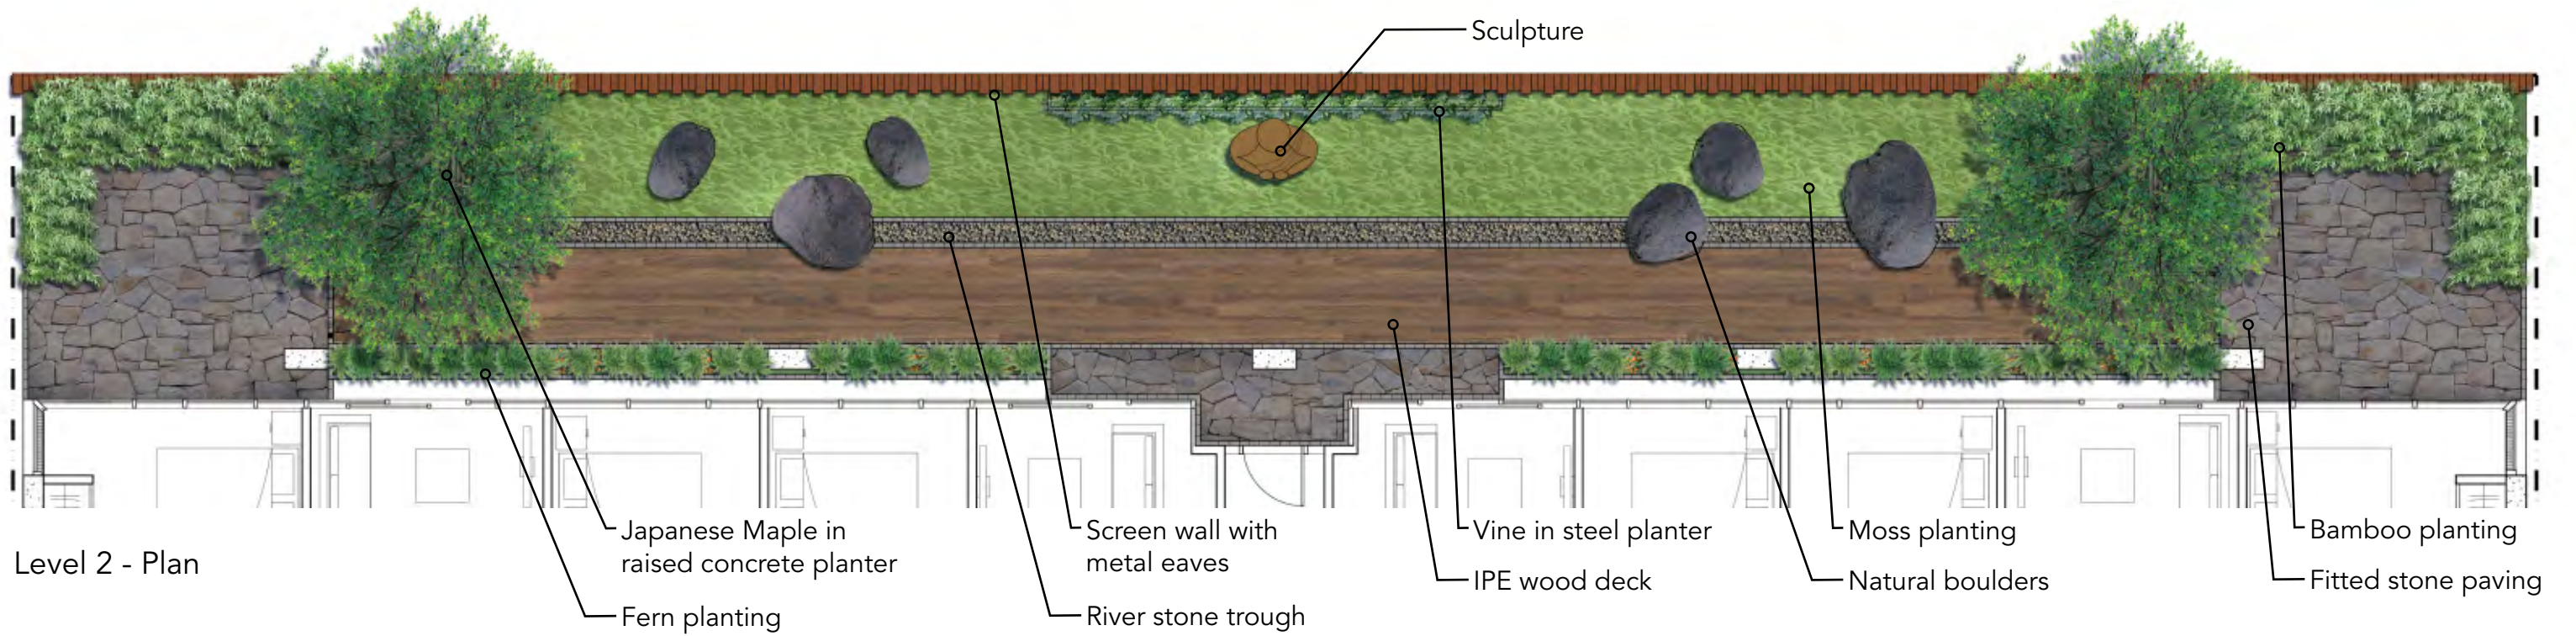 Sculpture
Japanese Maple in
raised concrete planter
Fern planting
Screen wall with
metal eaves
River stone trough
Vine in steel planter
IPE wood deck
Moss planting
Natural boulders
Bamboo planting
Fitted stone paving
Level 2 - Plan